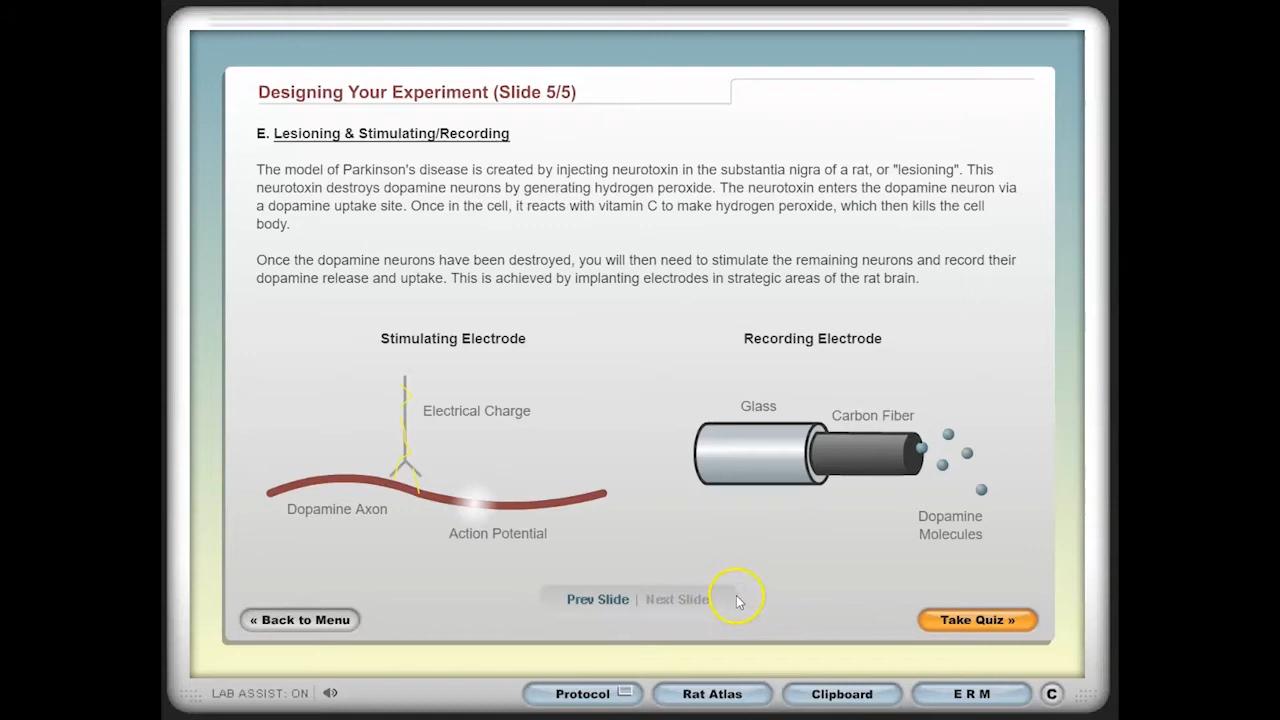 Designing Your Experiment (Slide 5/5)
E. Lesioning & Stimulating/Recording
The model of Parkinson's disease is created by injecting neurotoxin in the substantia nigra of a rat, or "lesioning". This
neurotoxin destroys dopamine neurons by generating hydrogen peroxide. The neurotoxin enters the dopamine neuron via
a dopamine uptake site. Once in the cell, it reacts with vitamin C to make hydrogen peroxide, which then kills the cell
body.
Once the dopamine neurons have been destroyed, you will then need to stimulate the remaining neurons and record their
dopamine release and uptake. This is achieved by implanting electrodes in strategic areas of the rat brain.
Stimulating Electrode
Recording Electrode
Electrical Charge
Dopamine Axon
Action Potential
Glass
Carbon Fiber
Dopamine
Molecules
Prev Slide | Next Slide
« Back to Menu
Take Quiz »
LAB ASSIST: ON
Protocol
Rat Atlas
Clipboard
E R M
C